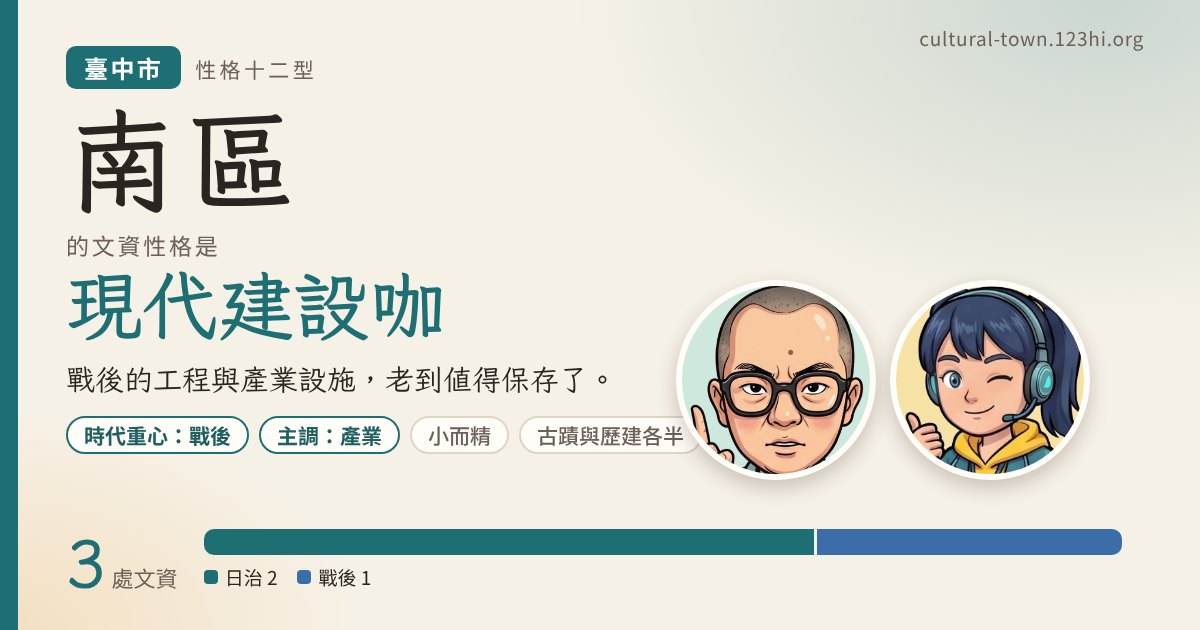 cultural-town.123hi.org
臺中市 性格十二型
南區
的文資性格是
現代建設咖
戰後的工程與產業設施，老到值得保存了。
時代重心：戰後 主調：產業 小而精 古蹟與歷建各半
3 處文資
日治 2 戰後 1